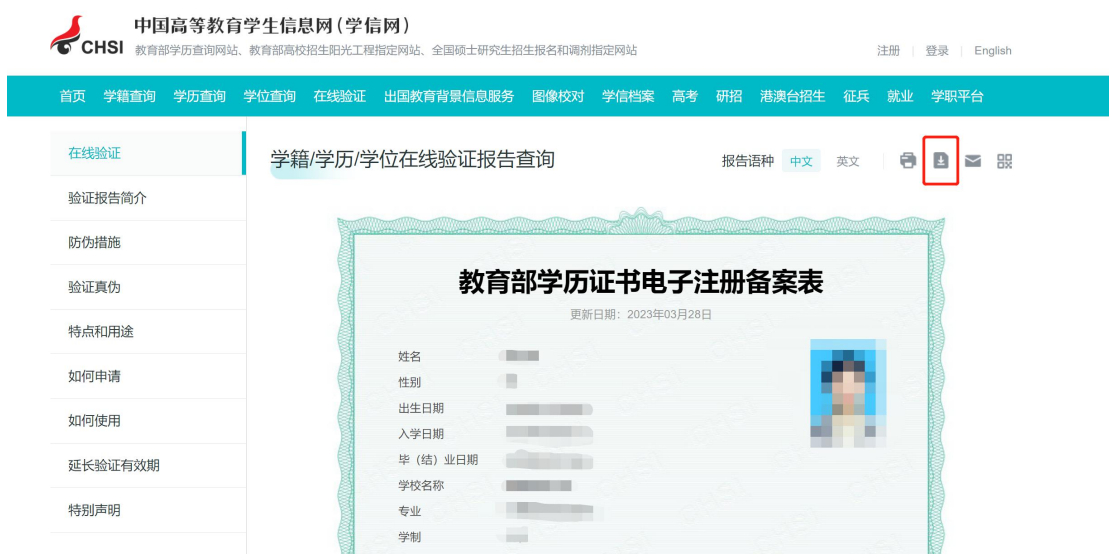 中国高等教育学生信息网(学信网)
CHSI 教育部学历查询网站、教育部高校招生阳光工程指定网站、全国硕士研究生招生报名和调剂指定网站
注册 登录 English
首页 学籍查询 学历查询 学位查询 在线验证 出国教育背景信息服务 图像校对 学信档案 高考 研招 港澳台招生 征兵 就业 学职平台
在线验证
验证报告简介
防伪措施
验证真伪
特点和用途
如何申请
如何使用
延长验证有效期
特别声明
学籍/学历/学位在线验证报告查询
报告语种 中文 英文
教育部学历证书电子注册备案表
更新日期：2023年03月28日
姓名
性别
出生日期
入学日期
毕（结）业日期
学校名称
专业
学制